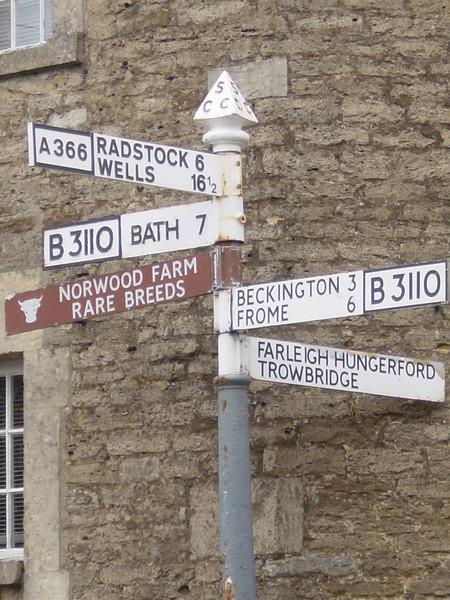 S S
C C C C
A366 RADSTOCK 6
WELLS 16½
B3110 BATH 7
NORWOOD FARM
RARE BREEDS
BECKINGTON 3 B3110
FROME 6
FARLEIGH HUNGERFORD
TROWBRIDGE